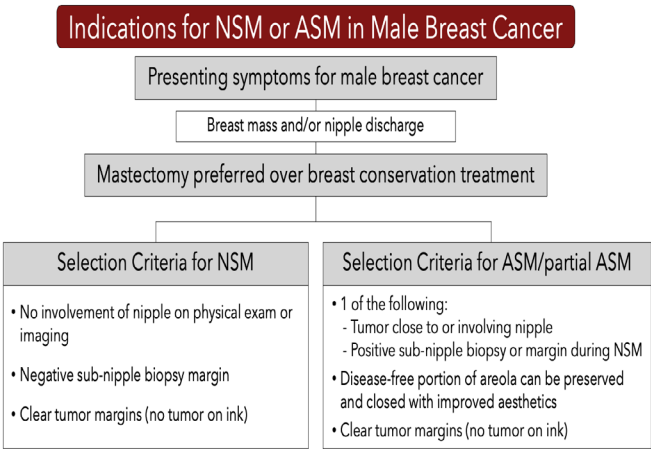 Indications for NSM or ASM in Male Breast Cancer
Presenting symptoms for male breast cancer
Breast mass and/or nipple discharge
Mastectomy preferred over breast conservation treatment
Selection Criteria for NSM
• No involvement of nipple on physical exam or
imaging
• Negative sub-nipple biopsy margin
• Clear tumor margins (no tumor on ink)
Selection Criteria for ASM/partial ASM
• 1 of the following:
- Tumor close to or involving nipple
- Positive sub-nipple biopsy or margin during NSM
• Disease-free portion of areola can be preserved
and closed with improved aesthetics
• Clear tumor margins (no tumor on ink)